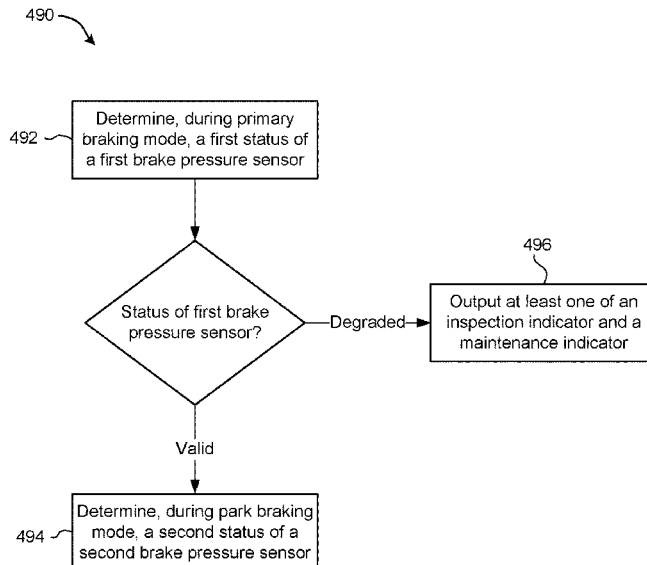 490
492
Determine, during primary
braking mode, a first status of
a first brake pressure sensor
Status of first brake
pressure sensor?
Degraded
496
Output at least one of an
inspection indicator and a
maintenance indicator
Valid
494
Determine, during park braking
mode, a second status of a
second brake pressure sensor